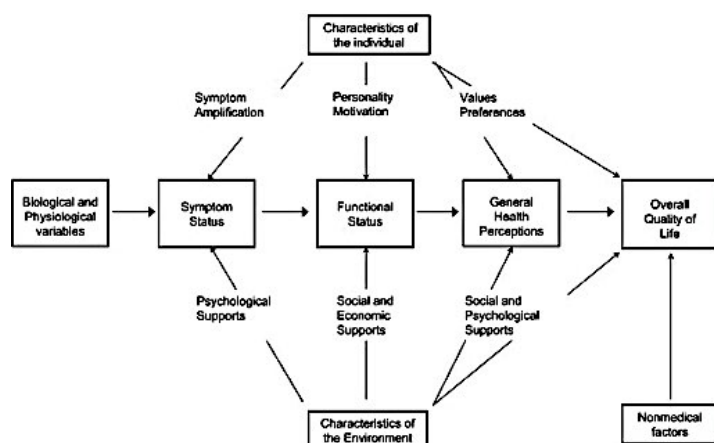 Characteristics of
the individual
Symptom
Amplification
Personality
Motivation
Values
Preferences
Biological and
Physiological
variables
Symptom
Status
Functional
Status
General
Health
Perceptions
Overall
Quality of
Life
Psychological
Supports
Social and
Economic
Supports
Social and
Psychological
Supports
Characteristics of
the Environment
Nonmedical
factors